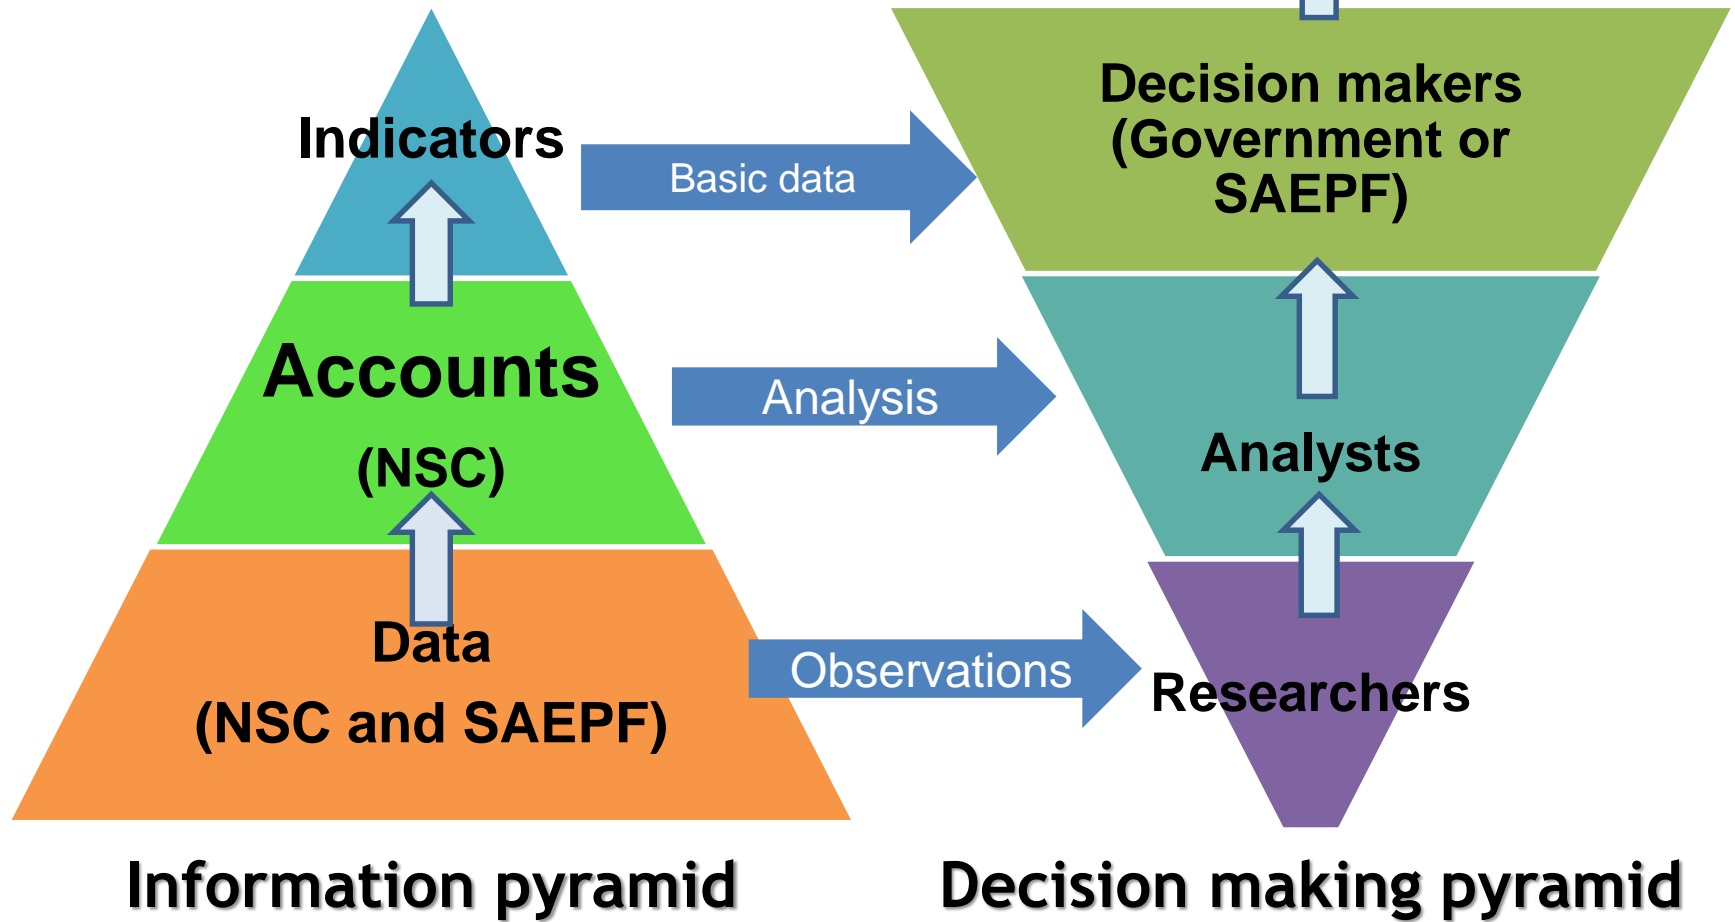 Indicators
Accounts
(NSC)
Data
(NSC and SAEPF)
Basic data
Analysis
Observations
Decision makers
(Government or
SAEPF)
Analysts
Researchers
Information pyramid
Decision making pyramid